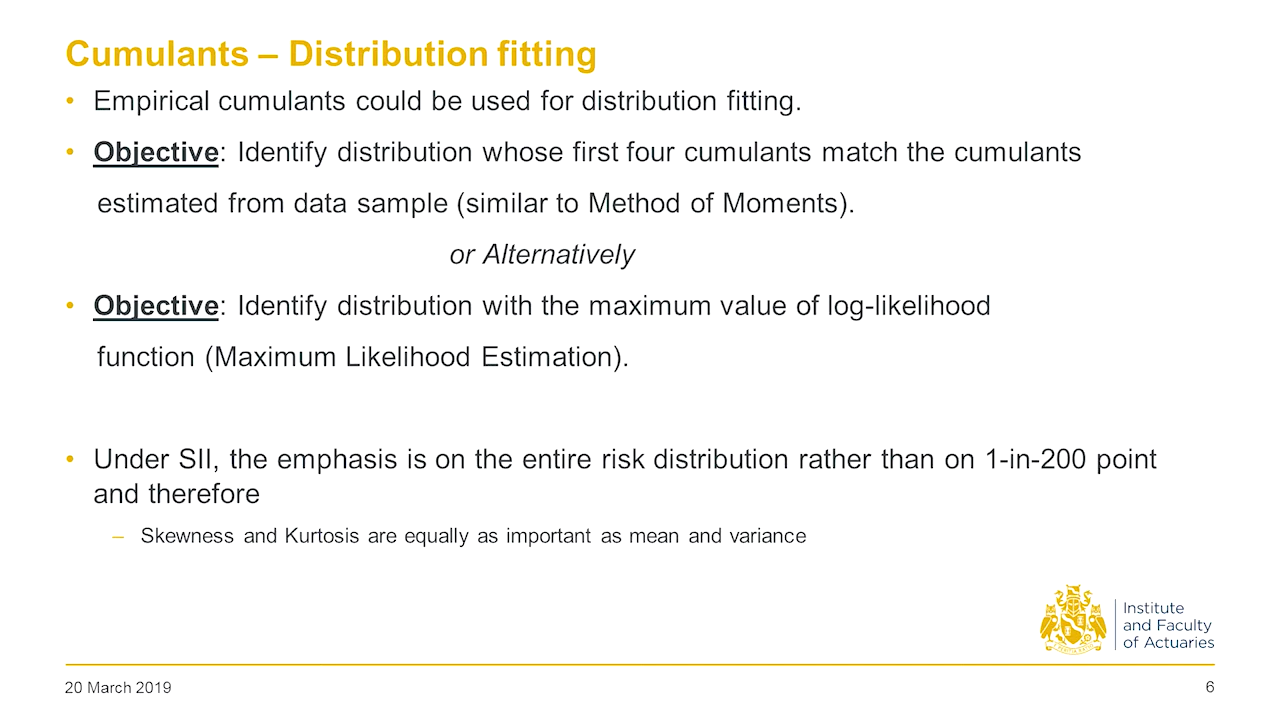 Cumulants – Distribution fitting
• Empirical cumulants could be used for distribution fitting.
• Objective: Identify distribution whose first four cumulants match the cumulants
estimated from data sample (similar to Method of Moments).
or Alternatively
• Objective: Identify distribution with the maximum value of log-likelihood
function (Maximum Likelihood Estimation).
• Under SII, the emphasis is on the entire risk distribution rather than on 1-in-200 point
and therefore
– Skewness and Kurtosis are equally as important as mean and variance
Institute
and Faculty
of Actuaries
20 March 2019
6